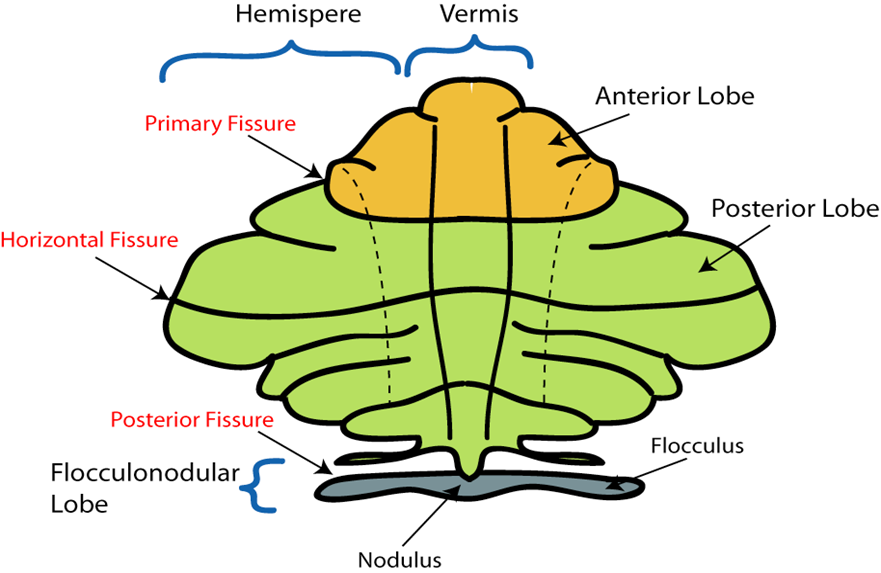 Hemispere
Vermis
Anterior Lobe
Primary Fissure
Posterior Lobe
Horizontal Fissure
Posterior Fissure
Flocculus
Flocculonodular
Lobe
Nodulus